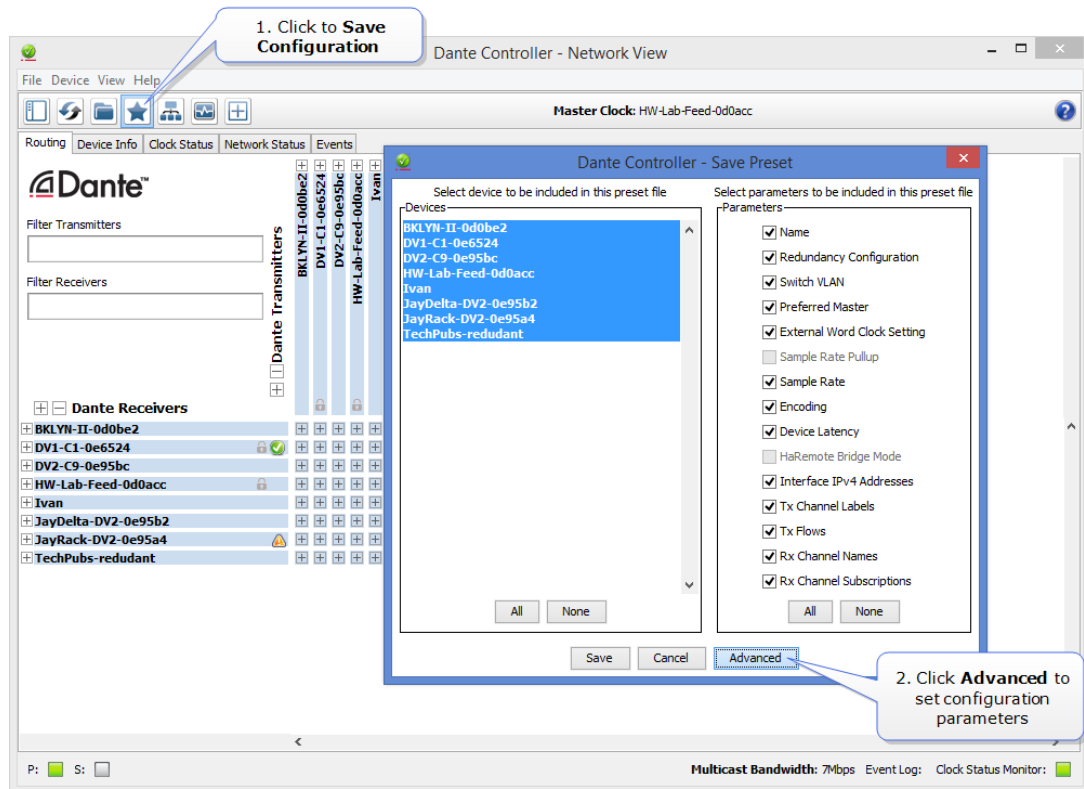 1. Click to Save
Configuration
Dante Controller - Network View
File Device View Help
Master Clock: HW-Lab-Feed-0d0acc
Routing Device Info Clock Status Network Status Events
Dante™
Filter Transmitters
Filter Receivers
Dante Transmitters
BKLYN-II-0d0be2
DV1-C1-0e6524
DV2-C9-0e95bc
HW-Lab-Feed-0d0acc
Ivan
Dante Receivers
BKLYN-II-0d0be2
DV1-C1-0e6524
DV2-C9-0e95bc
HW-Lab-Feed-0d0acc
Ivan
JayDelta-DV2-0e95b2
JayRack-DV2-0e95a4
TechPubs-redudant
Dante Controller - Save Preset
Select device to be included in this preset file
Devices
BKLYN-II-0d0be2
DV1-C1-0e6524
DV2-C9-0e95bc
HW-Lab-Feed-0d0acc
Ivan
JayDelta-DV2-0e95b2
JayRack-DV2-0e95a4
TechPubs-redudant
All None
Select parameters to be included in this preset file
Parameters
Name
Redundancy Configuration
Switch VLAN
Preferred Master
External Word Clock Setting
Sample Rate Pullup
Sample Rate
Encoding
Device Latency
HaRemote Bridge Mode
Interface IPv4 Addresses
Tx Channel Labels
Tx Flows
Rx Channel Names
Rx Channel Subscriptions
All None
Save Cancel Advanced
2. Click Advanced to
set configuration
parameters
P: S:
Multicast Bandwidth: 7Mbps Event Log: Clock Status Monitor: